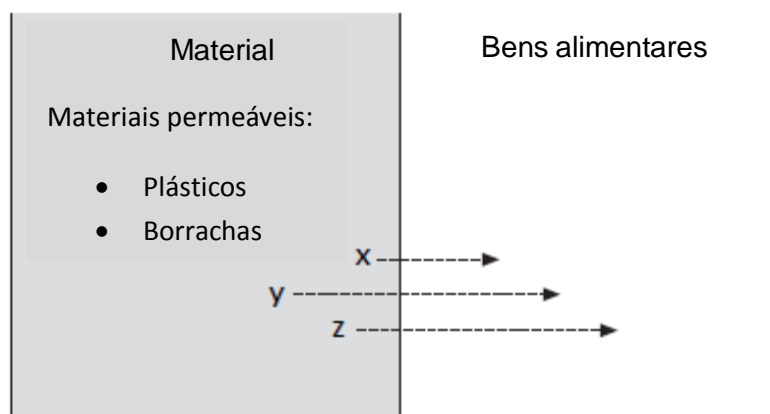 Material
Bens alimentares
Materiais permeáveis:
• Plásticos
• Borrachas
x
y
z